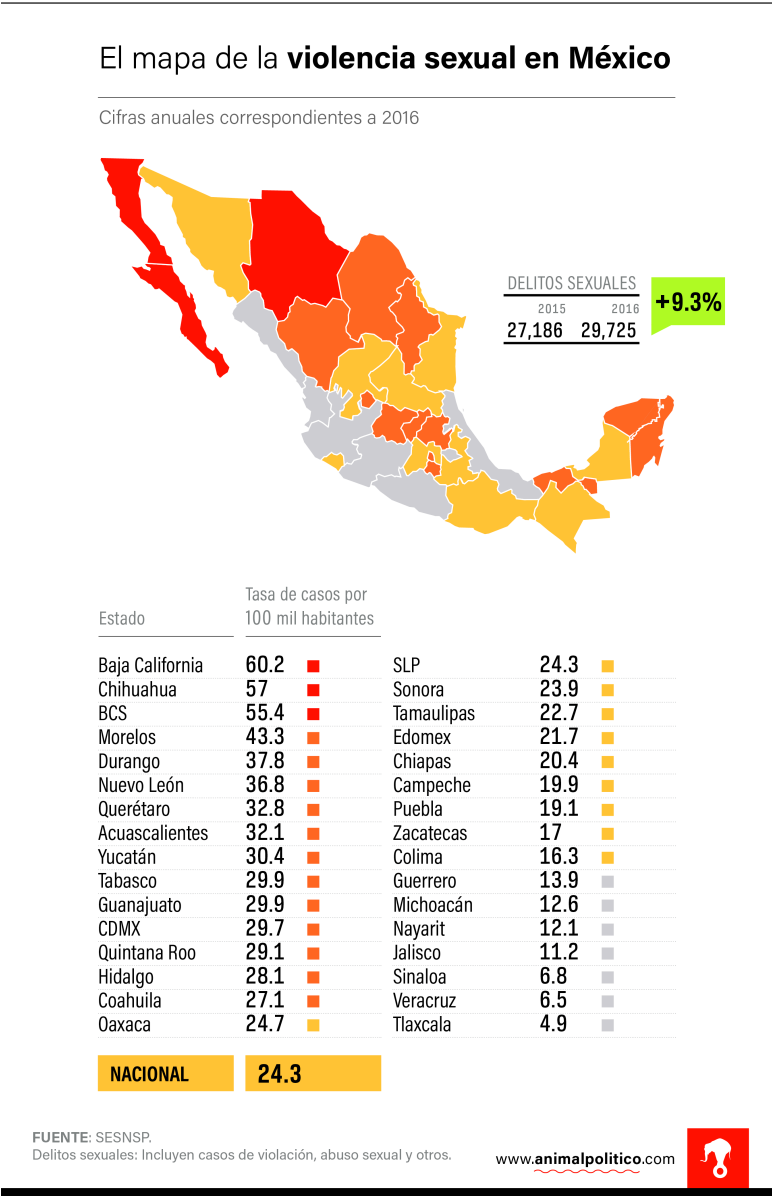 El mapa de la violencia sexual en México
Cifras anuales correspondientes a 2016
DELITOS SEXUALES
2015 2016
27,186 29,725
+9.3%
Tasa de casos por
Estado 100 mil habitantes
Baja California 60.2
Chihuahua 57
BCS 55.4
Morelos 43.3
Durango 37.8
Nuevo León 36.8
Querétaro 32.8
Acuascalientes 32.1
Yucatán 30.4
Tabasco 29.9
Guanajuato 29.9
CDMX 29.7
Quintana Roo 29.1
Hidalgo 28.1
Coahuila 27.1
Oaxaca 24.7
SLP 24.3
Sonora 23.9
Tamaulipas 22.7
Edomex 21.7
Chiapas 20.4
Campeche 19.9
Puebla 19.1
Zacatecas 17
Colima 16.3
Guerrero 13.9
Michoacán 12.6
Nayarit 12.1
Jalisco 11.2
Sinaloa 6.8
Veracruz 6.5
Tlaxcala 4.9
NACIONAL 24.3
FUENTE: SESNSP.
Delitos sexuales: Incluyen casos de violación, abuso sexual y otros.
www.animalpolitico.com